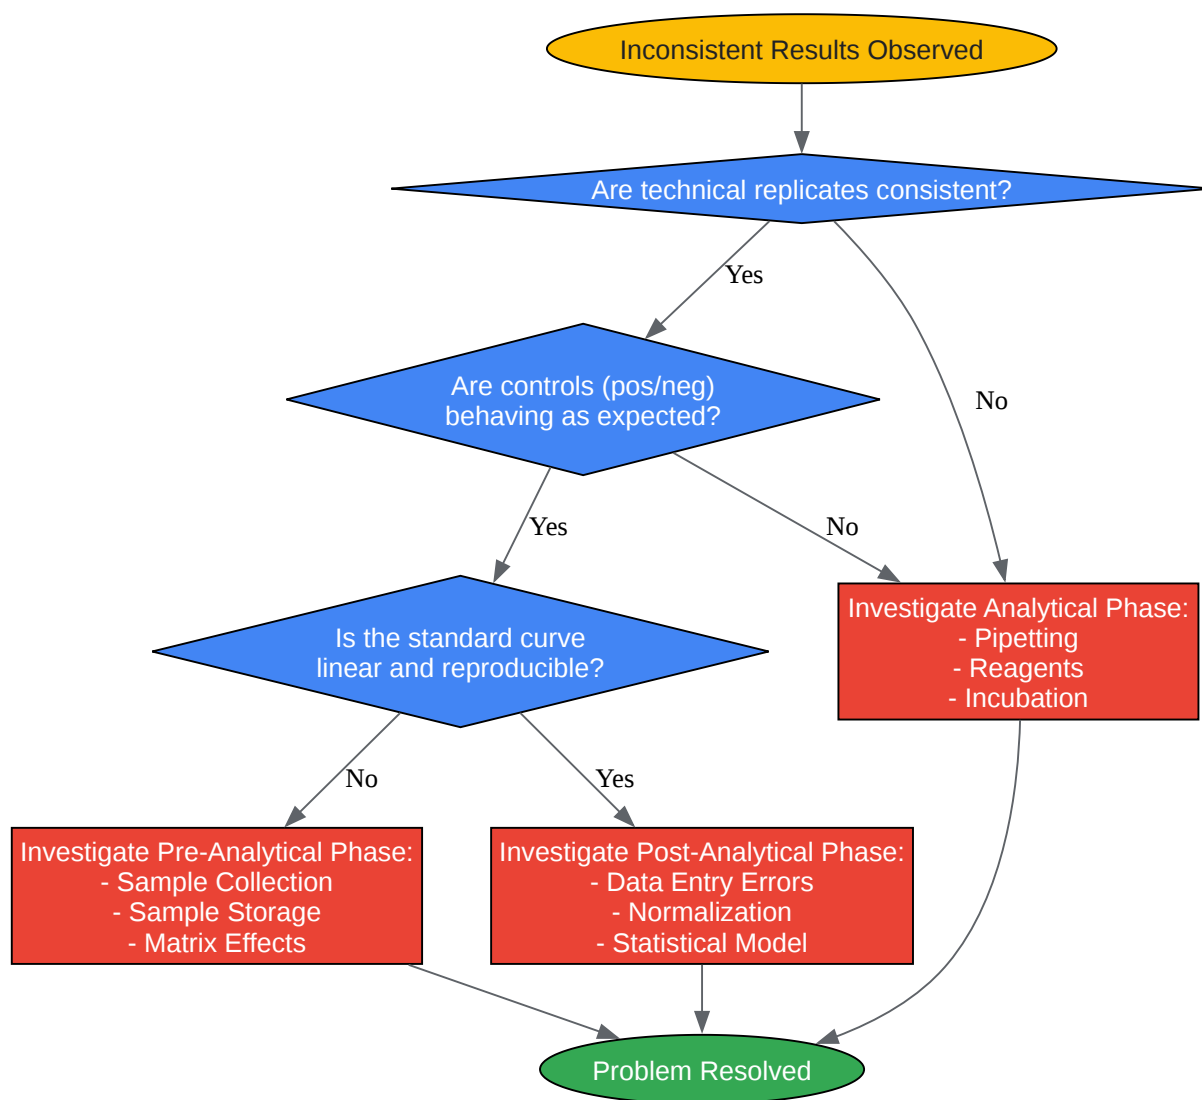 Inconsistent Results Observed
Are technical replicates consistent?
Yes
No
Are controls (pos/neg)
behaving as expected?
Yes
No
Is the standard curve
linear and reproducible?
Investigate Analytical Phase:
- Pipetting
- Reagents
- Incubation
No
Yes
Investigate Pre-Analytical Phase:
- Sample Collection
- Sample Storage
- Matrix Effects
Investigate Post-Analytical Phase:
- Data Entry Errors
- Normalization
- Statistical Model
Problem Resolved